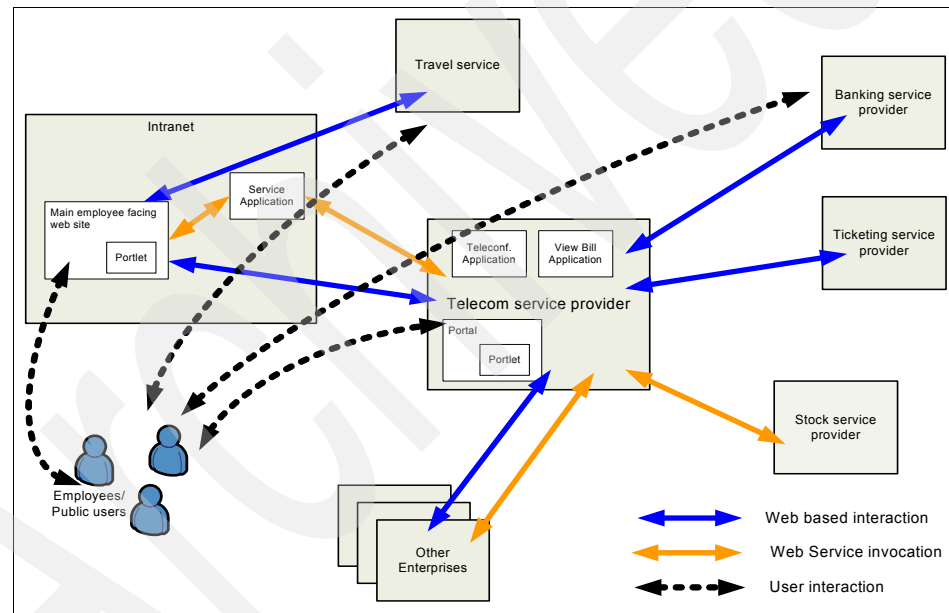 Travel service
Banking service
provider
Intranet
Service
Application
Main employee facing
web site
Portlet
Teleconf.
Application
View Bill
Application
Ticketing service
provider
Telecom service provider
Portal
Portlet
Stock service
provider
Employees/
Public users
Other
Enterprises
Web based interaction
Web Service invocation
User interaction